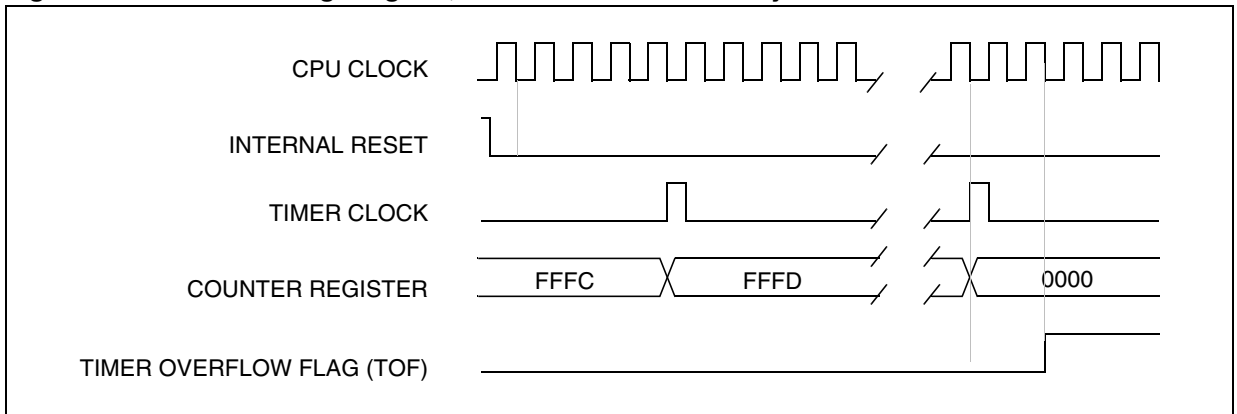 CPU CLOCK
INTERNAL RESET
TIMER CLOCK
COUNTER REGISTER FFFC FFFD 0000
TIMER OVERFLOW FLAG (TOF)